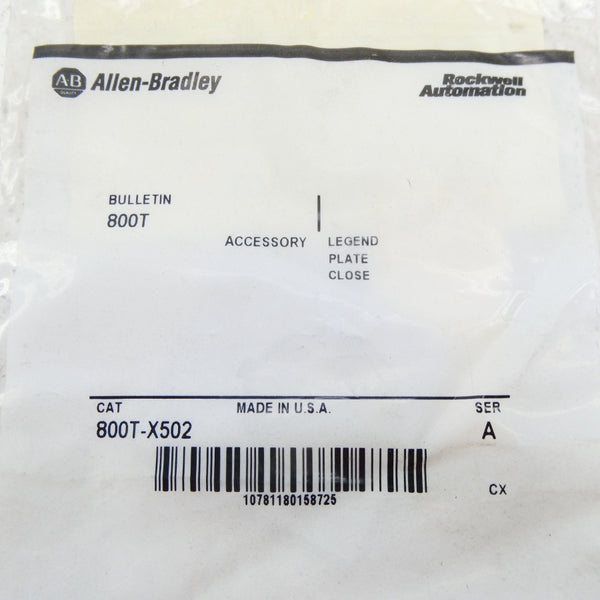 AB QUALITY Allen-Bradley
Rockwell
Automation
BULLETIN
800T
ACCESSORY LEGEND
PLATE
CLOSE
CAT MADE IN U.S.A. SER
800T-X502 A
CX
10781180158725